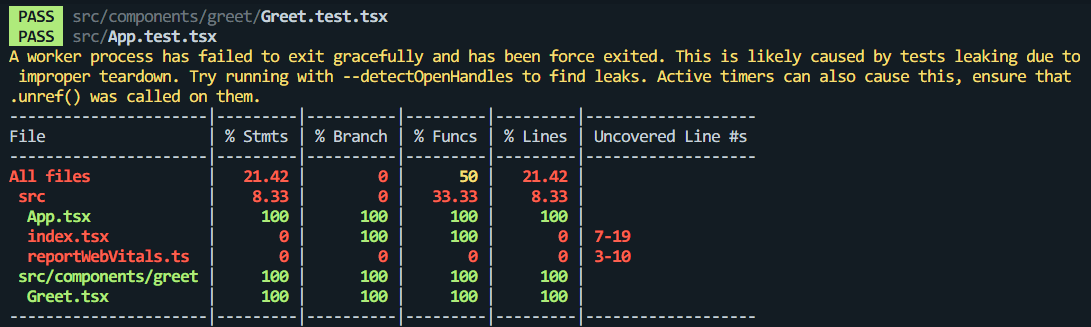 PASS src/components/greet/Greet.test.tsx
PASS src/App.test.tsx
A worker process has failed to exit gracefully and has been force exited. This is likely caused by tests leaking due to
 improper teardown. Try running with --detectOpenHandles to find leaks. Active timers can also cause this, ensure that
.unref() was called on them.
----------------------|---------|----------|---------|---------|-------------------
File                  | % Stmts | % Branch | % Funcs | % Lines | Uncovered Line #s
----------------------|---------|----------|---------|---------|-------------------
All files             |   21.42 |        0 |      50 |   21.42 |
 src                  |    8.33 |        0 |   33.33 |    8.33 |
  App.tsx             |     100 |      100 |     100 |     100 |
  index.tsx           |       0 |      100 |     100 |       0 | 7-19
  reportWebVitals.ts  |       0 |        0 |       0 |       0 | 3-10
 src/components/greet |     100 |      100 |     100 |     100 |
  Greet.tsx           |     100 |      100 |     100 |     100 |
----------------------|---------|----------|---------|---------|-------------------